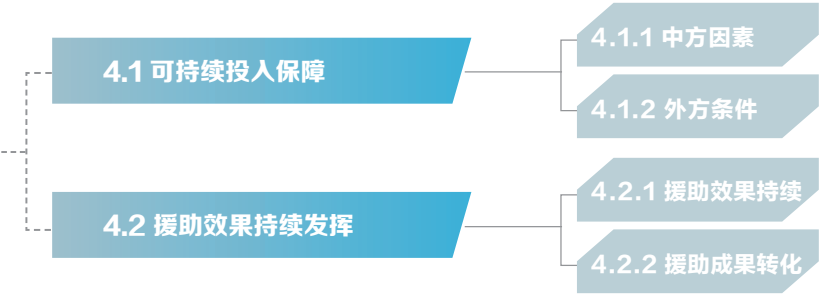 4.1 可持续投入保障
4.1.1 中方因素
4.1.2 外方条件
4.2 援助效果持续发挥
4.2.1 援助效果持续
4.2.2 援助成果转化